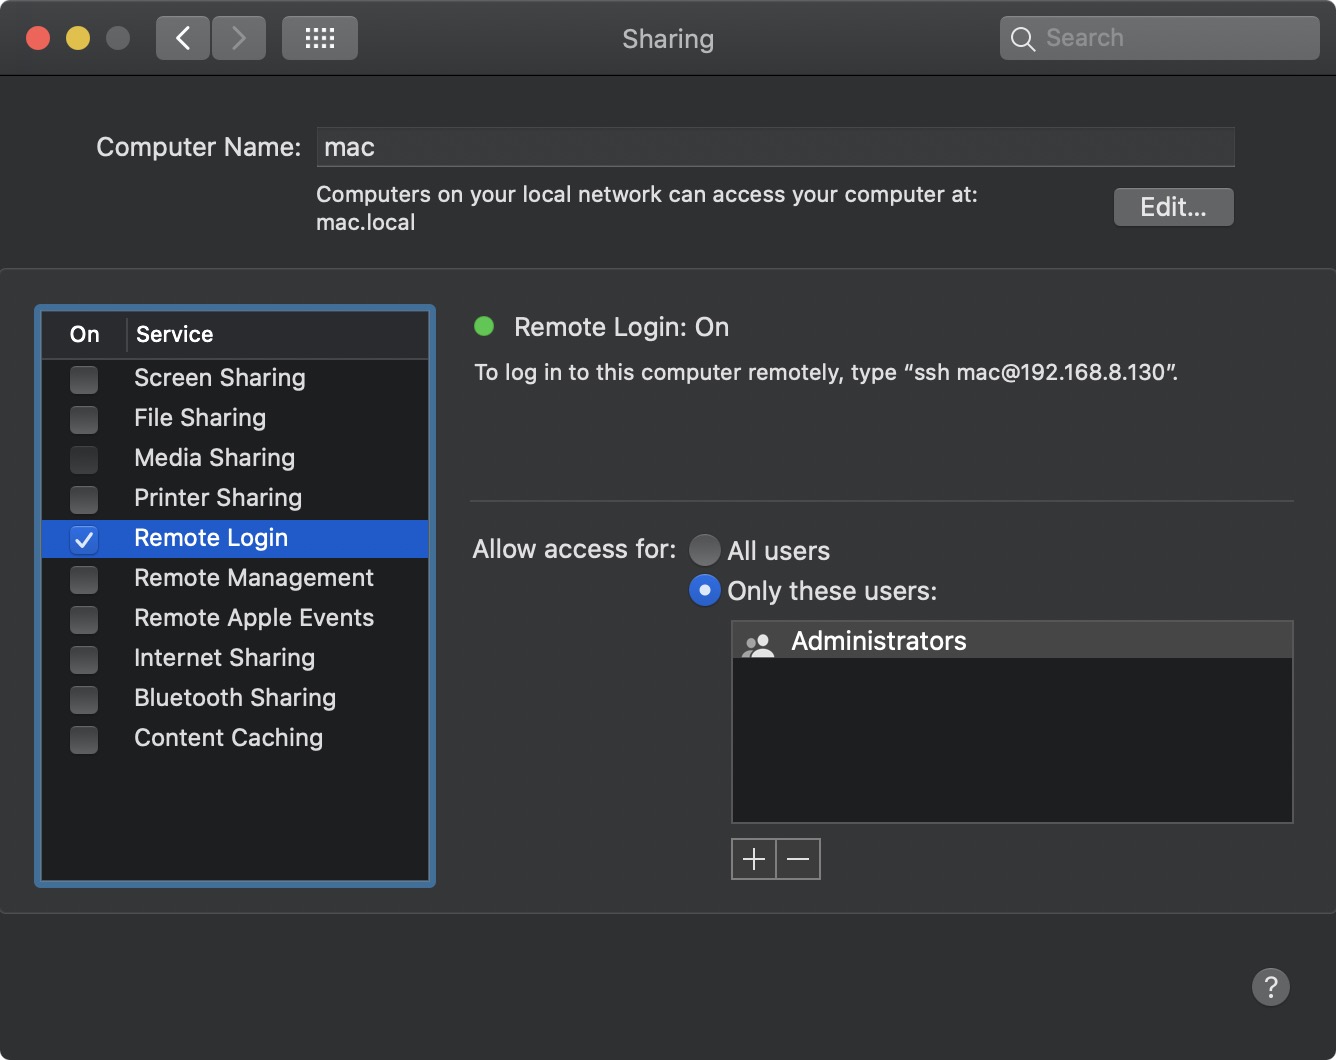 Sharing
Search
Computer Name: mac
Computers on your local network can access your computer at:
mac.local
Edit...
On Service
Screen Sharing
File Sharing
Media Sharing
Printer Sharing
Remote Login
Remote Management
Remote Apple Events
Internet Sharing
Bluetooth Sharing
Content Caching
Remote Login: On
To log in to this computer remotely, type “ssh mac@192.168.8.130”.
Allow access for: All users
Only these users:
Administrators
?